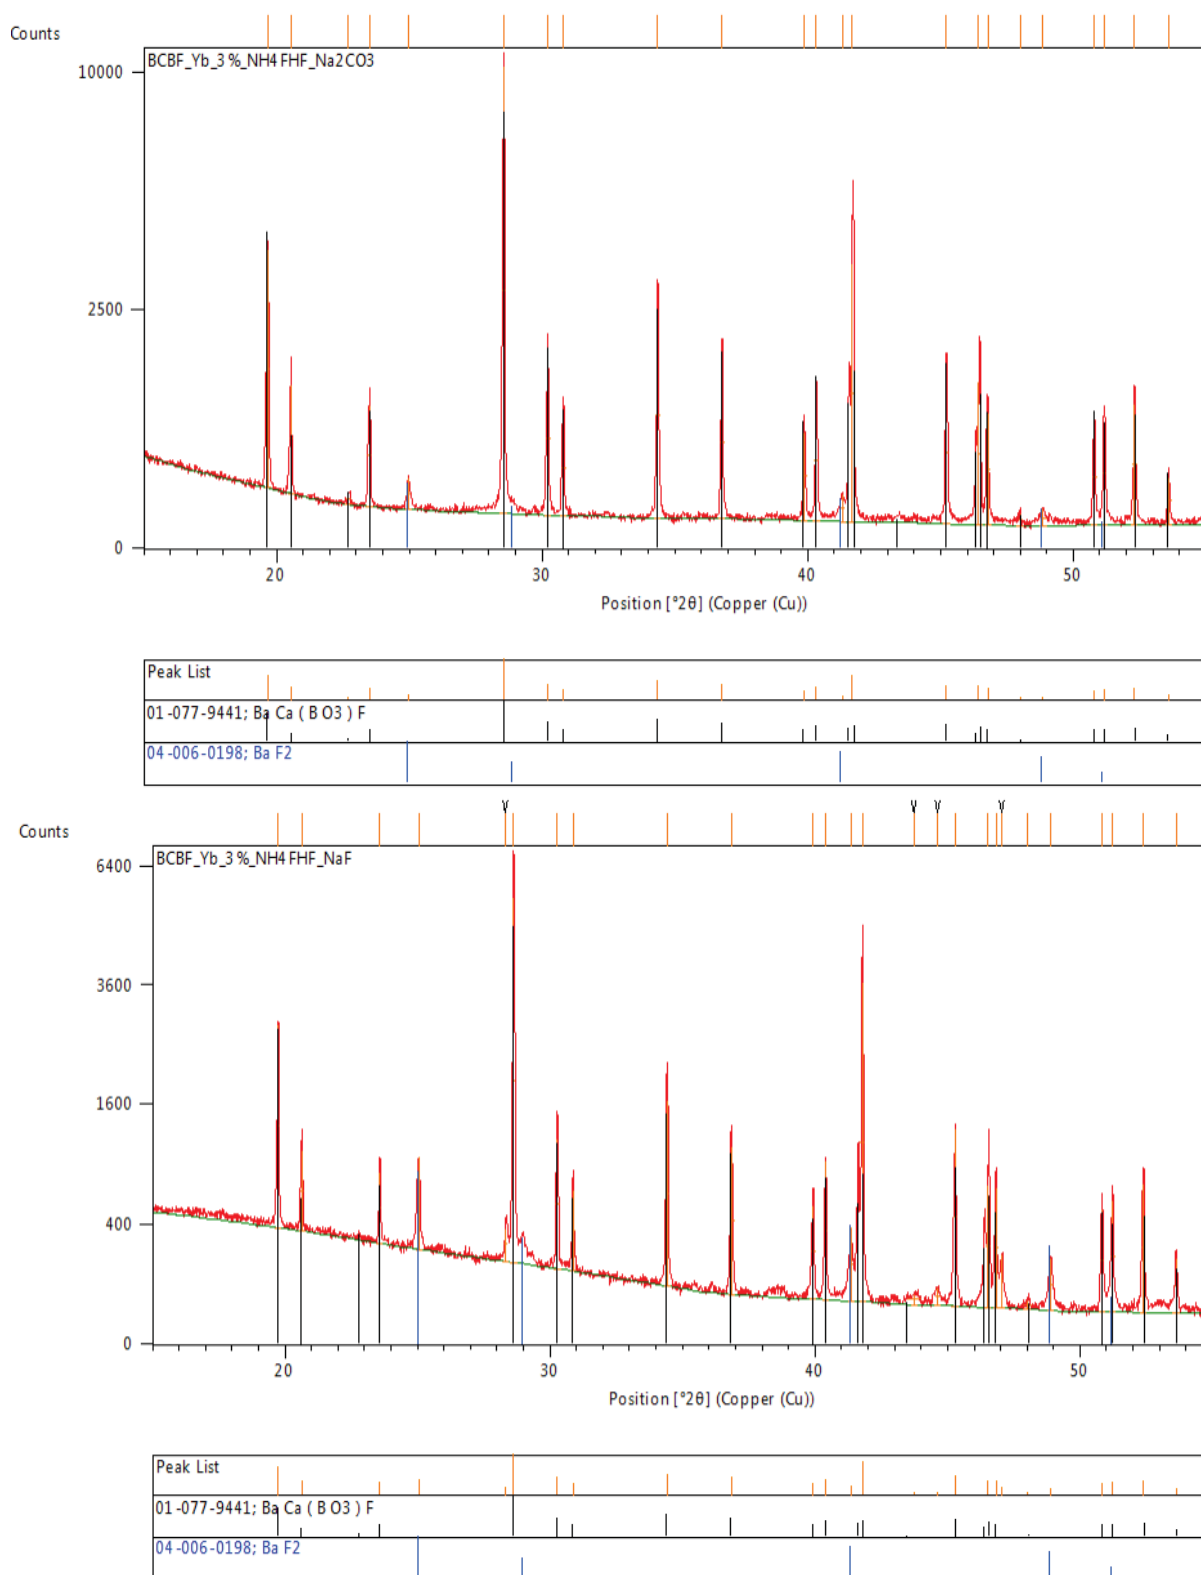 Counts
BCBF_Yb_3%_NH4FHF_Na2CO3
10000
2500
0
20 30 40 50
Position [°2θ] (Copper (Cu))
Peak List
01-077-9441; Ba Ca ( B O3 ) F
04-006-0198; Ba F2
Counts
BCBF_Yb_3%_NH4FHF_NaF
6400
3600
1600
400
0
20 30 40 50
Position [°2θ] (Copper (Cu))
Peak List
01-077-9441; Ba Ca ( B O3 ) F
04-006-0198; Ba F2